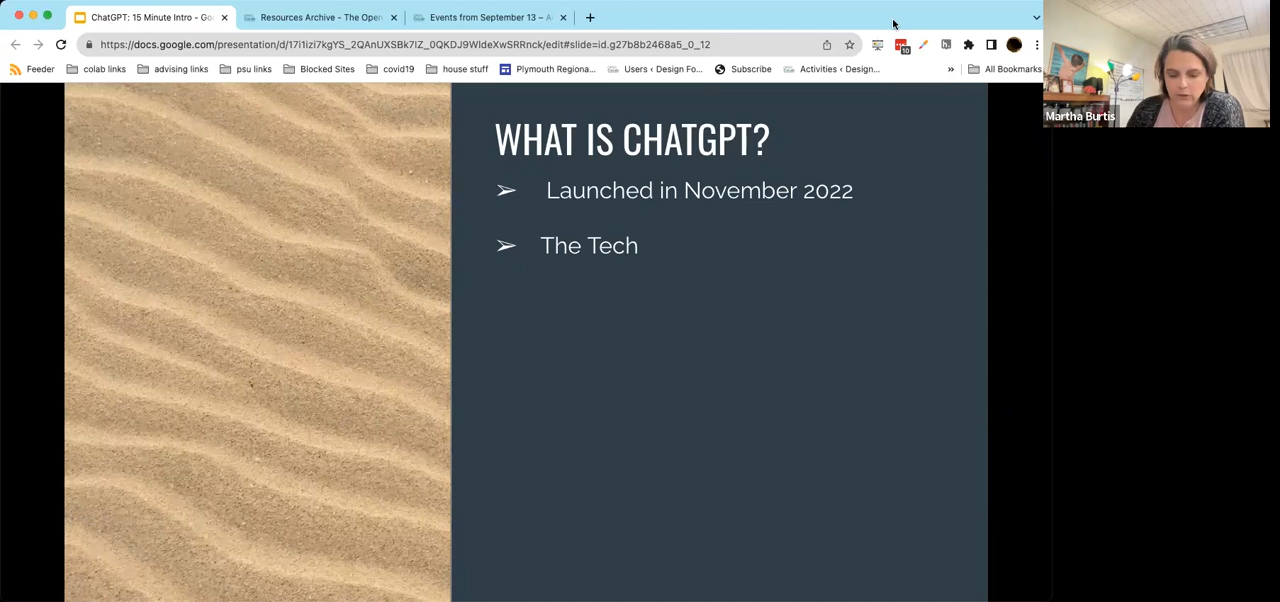 ChatGPT: 15 Minute Intro - Go
Resources Archive - The Open
Events from September 13 – A
https://docs.google.com/presentation/d/17i1izi7kgYS_2QAnUXSBk7lZ_0QKDJ9WldeXwSRRnck/edit#slide=id.g27b8b2468a5_0_12
10
Feeder
colab links
advising links
psu links
Blocked Sites
covid19
house stuff
Plymouth Regiona...
Users ‹ Design Fo...
Subscribe
Activities ‹ Design...
»
All Bookmarks
Martha Burtis
WHAT IS CHATGPT?
➢ Launched in November 2022
➢ The Tech